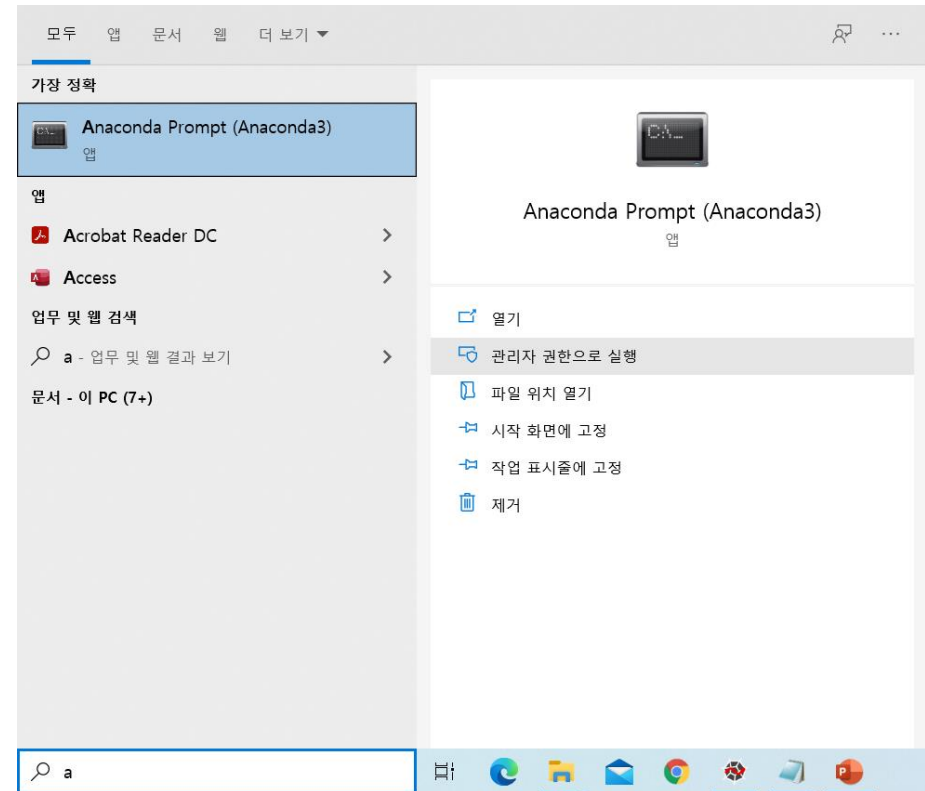 모두 앱 문서 웹 더 보기
가장 정확
Anaconda Prompt (Anaconda3)
앱
앱
Acrobat Reader DC
Access
업무 및 웹 검색
a - 업무 및 웹 결과 보기
문서 - 이 PC (7+)
C:\_
Anaconda Prompt (Anaconda3)
앱
열기
관리자 권한으로 실행
파일 위치 열기
시작 화면에 고정
작업 표시줄에 고정
제거
a